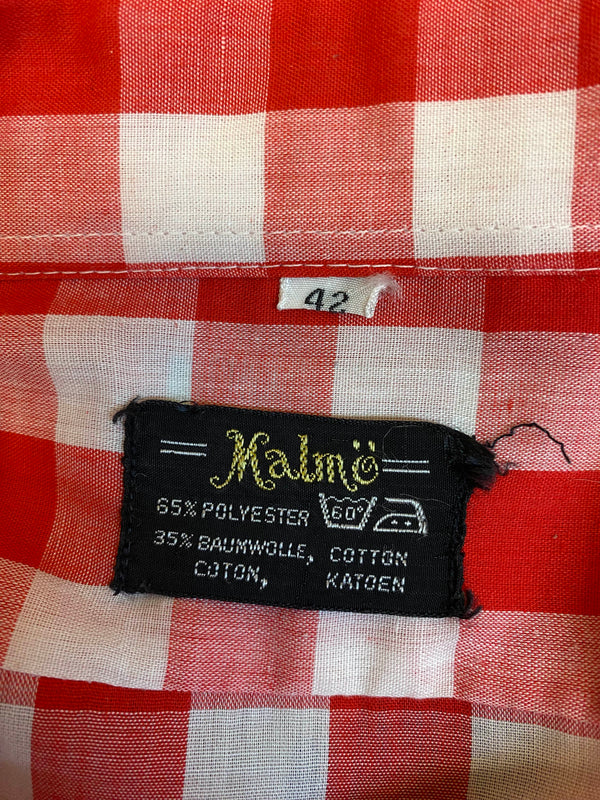 42
Malmö
65% POLYESTER 60°
35% BAUMWOLLE, COTTON
COTON, KATOEN